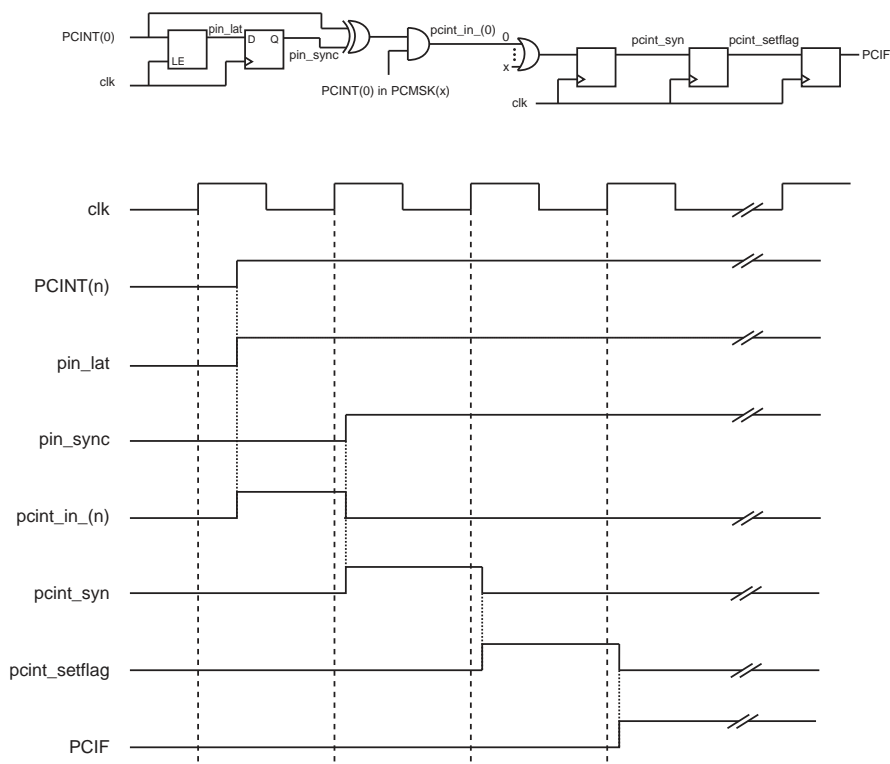 PCINT(0)
pin_lat
D Q
LE
pin_sync
clk
pcint_in_(0)
0
x
PCINT(0) in PCMSK(x)
clk
pcint_syn
pcint_setflag
PCIF
clk
PCINT(n)
pin_lat
pin_sync
pcint_in_(n)
pcint_syn
pcint_setflag
PCIF